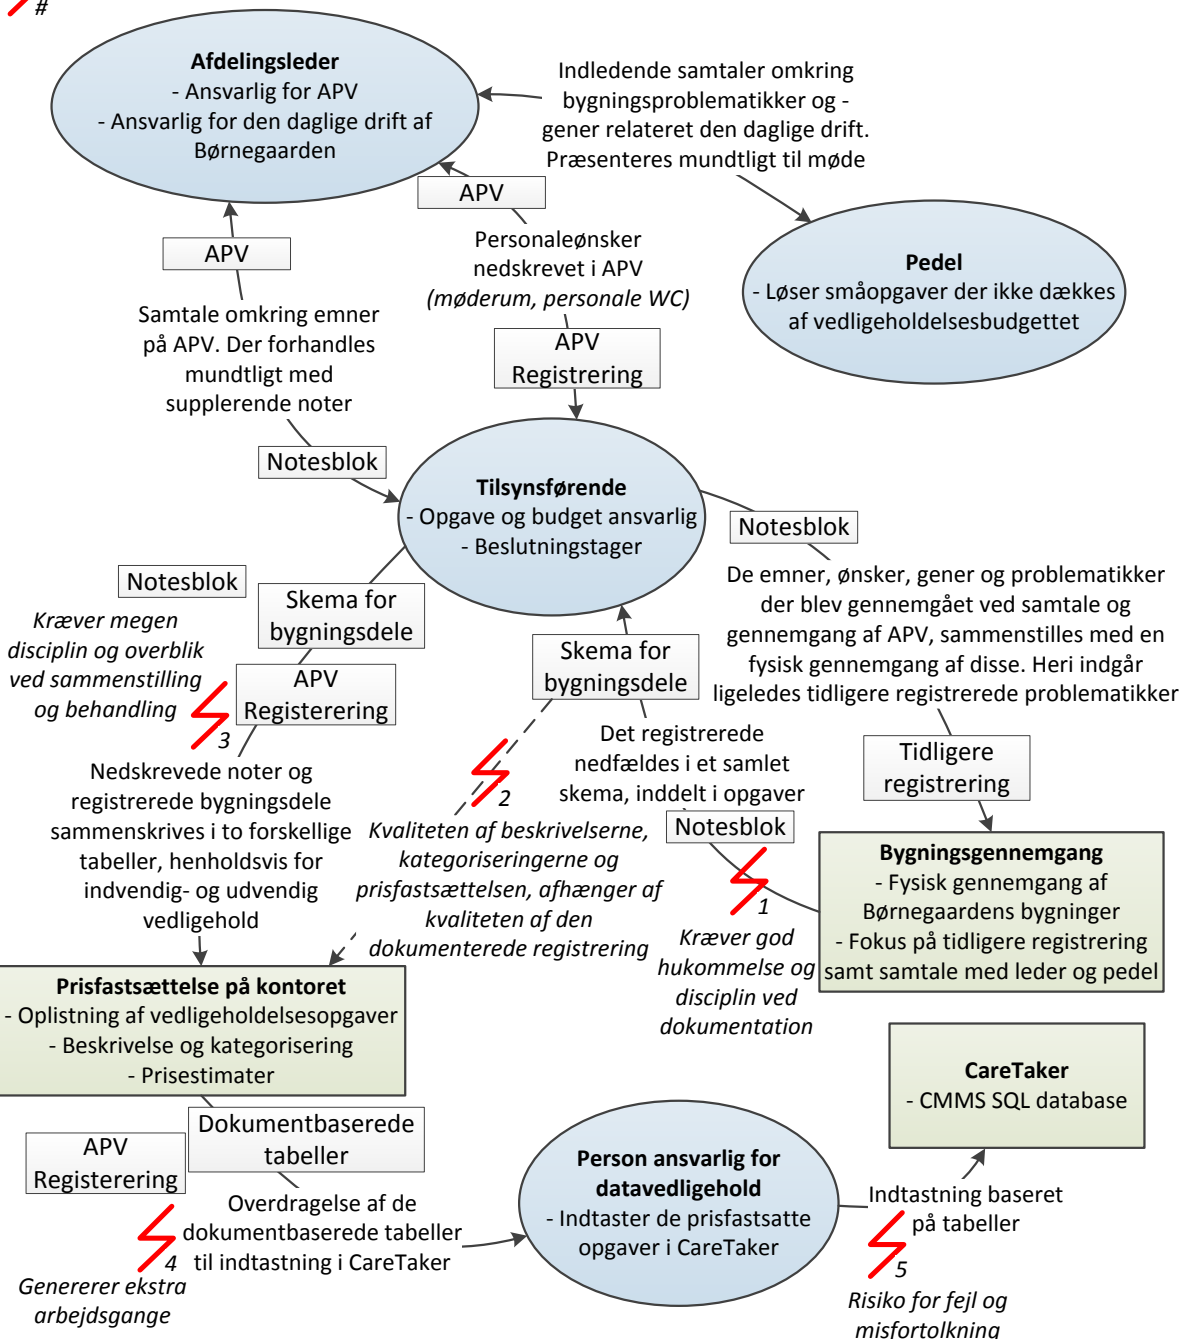 #
Afdelingsleder
- Ansvarlig for APV
- Ansvarlig for den daglige drift af
Børnegaarden
Indledende samtaler omkring
bygningsproblematikker og -
gener relateret den daglige drift.
Præsenteres mundtligt til møde
APV
APV
Personaleønsker
nedskrevet i APV
(møderum, personale WC)
Pedel
- Løser småopgaver der ikke dækkes
af vedligeholdelsesbudgettet
Samtale omkring emner
på APV. Der forhandles
mundtligt med
supplerende noter
APV
Registrering
Notesblok
Tilsynsførende
- Opgave og budget ansvarlig
- Beslutningstager
Notesblok
De emner, ønsker, gener og problematikker
der blev gennemgået ved samtale og
gennemgang af APV, sammenstilles med en
fysisk gennemgang af disse. Heri indgår
ligeledes tidligere registrerede problematikker
Notesblok
Skema for
bygningsdele
Kræver megen
disciplin og overblik
ved sammenstilling
og behandling
APV
Registerering
3
Skema for
bygningsdele
Det registrerede
nedfældes i et samlet
skema, inddelt i opgaver
Tidligere
registrering
Nedskrevede noter og
registrerede bygningsdele
sammenskrives i to forskellige
tabeller, henholdsvis for
indvendig- og udvendig
vedligehold
2
Kvaliteten af beskrivelserne,
kategoriseringerne og
prisfastsættelsen, afhænger af
kvaliteten af den
dokumenterede registrering
Notesblok
1
Kræver god
hukommelse og
disciplin ved
dokumentation
Bygningsgennemgang
- Fysisk gennemgang af
Børnegaardens bygninger
- Fokus på tidligere registrering
samt samtale med leder og pedel
Prisfastsættelse på kontoret
- Oplistning af vedligeholdelsesopgaver
- Beskrivelse og kategorisering
- Prisestimater
CareTaker
- CMMS SQL database
APV
Registerering
Dokumentbaserede
tabeller
4
Genererer ekstra
arbejdsgange
Overdragelse af de
dokumentbaserede tabeller
til indtastning i CareTaker
Person ansvarlig for
datavedligehold
- Indtaster de prisfastsatte
opgaver i CareTaker
Indtastning baseret
på tabeller
5
Risiko for fejl og
misfortolkning